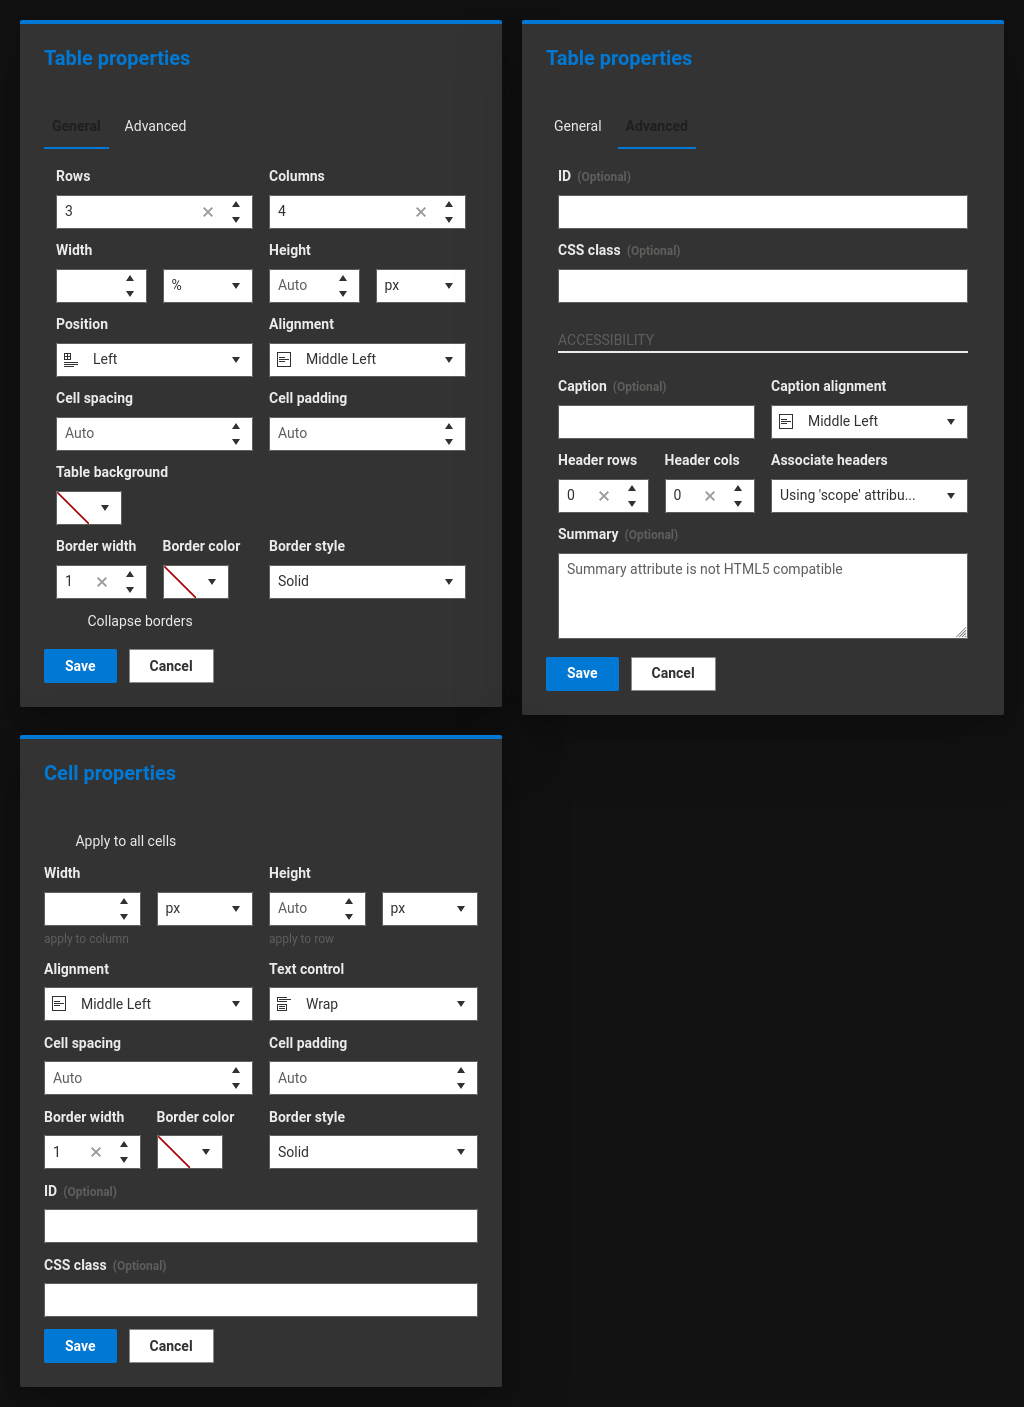 Table properties
General Advanced
Rows Columns
3 4
Width Height
% Auto px
Position Alignment
Left Middle Left
Cell spacing Cell padding
Auto Auto
Table background
Border width Border color Border style
1 Solid
Collapse borders
Save Cancel
Table properties
General Advanced
ID (Optional)
CSS class (Optional)
ACCESSIBILITY
Caption (Optional) Caption alignment
Middle Left
Header rows Header cols Associate headers
0 0 Using 'scope' attribu...
Summary (Optional)
Summary attribute is not HTML5 compatible
Save Cancel
Cell properties
Apply to all cells
Width Height
px Auto px
apply to column apply to row
Alignment Text control
Middle Left Wrap
Cell spacing Cell padding
Auto Auto
Border width Border color Border style
1 Solid
ID (Optional)
CSS class (Optional)
Save Cancel